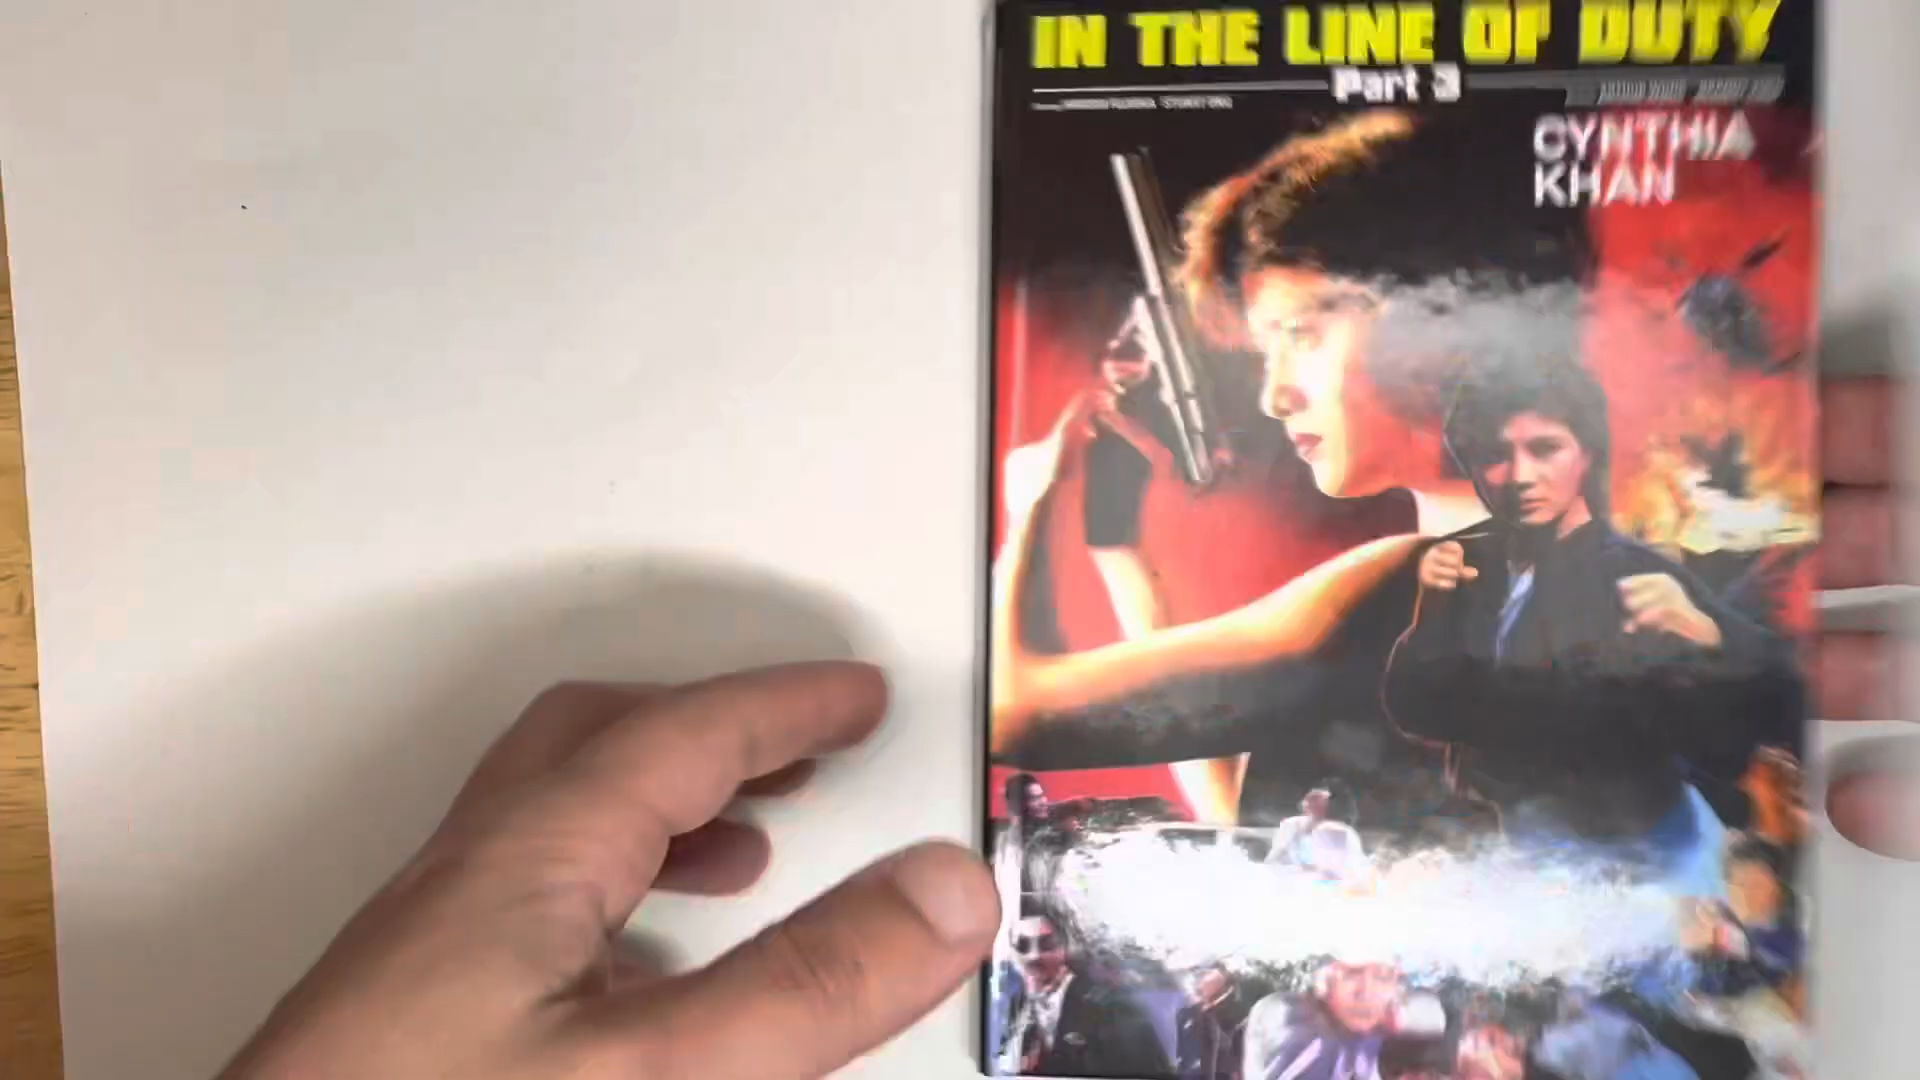 IN THE LINE OF DUTY
Part 3
CYNTHIA
KHAN